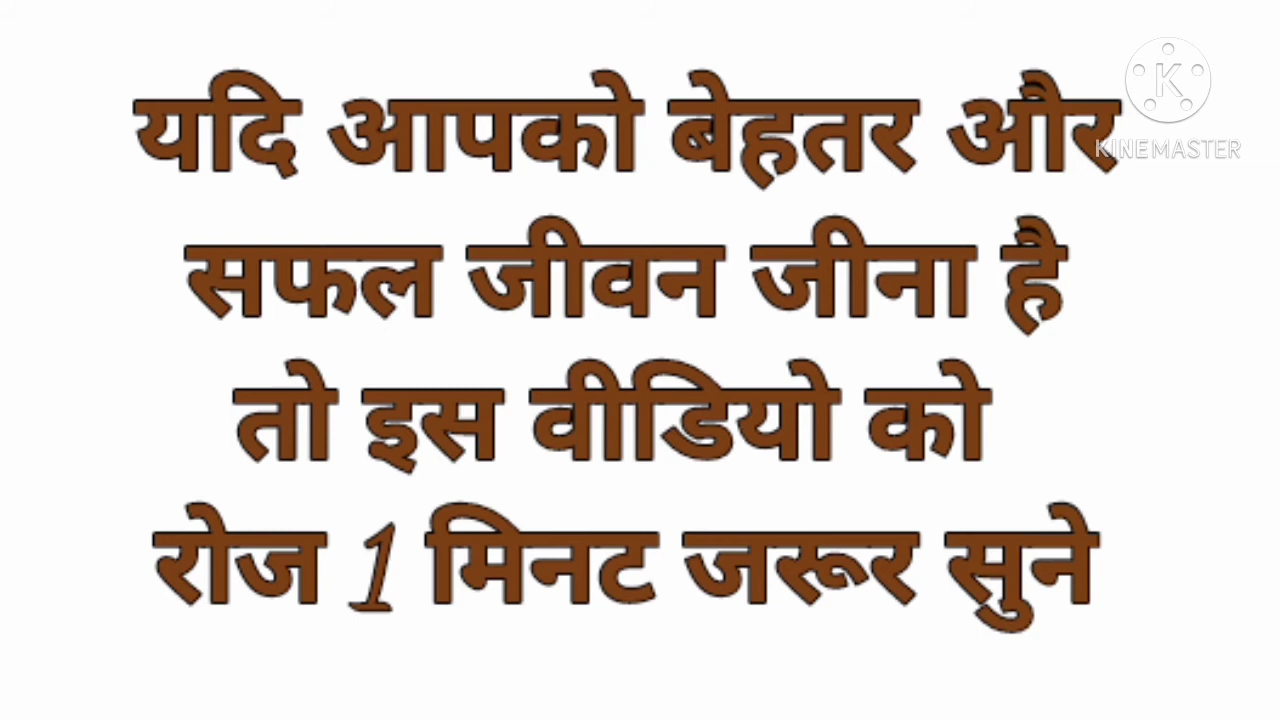 यदि आपको बेहतर और
सफल जीवन जीना है
तो इस वीडियो को
रोज 1 मिनट जरूर सुने
K
KINEMASTER